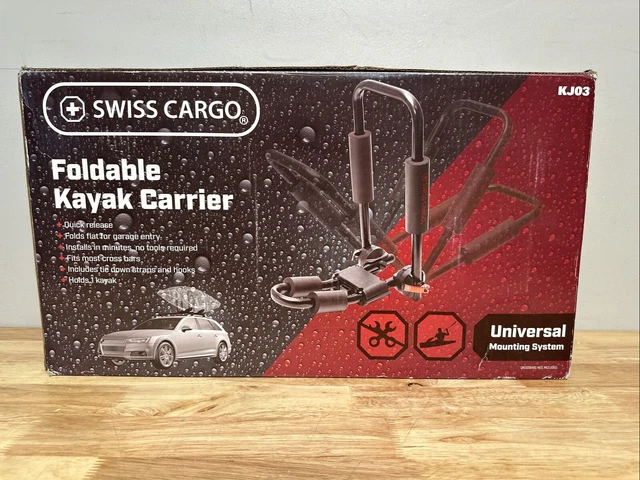 KJ03
SWISS CARGO®
Foldable
Kayak Carrier
Quick release
Folds flat for garage entry
Installs in minutes, no tools required
Fits most cross bars
Includes tie down straps and hooks
Holds 1 kayak
Universal
Mounting System